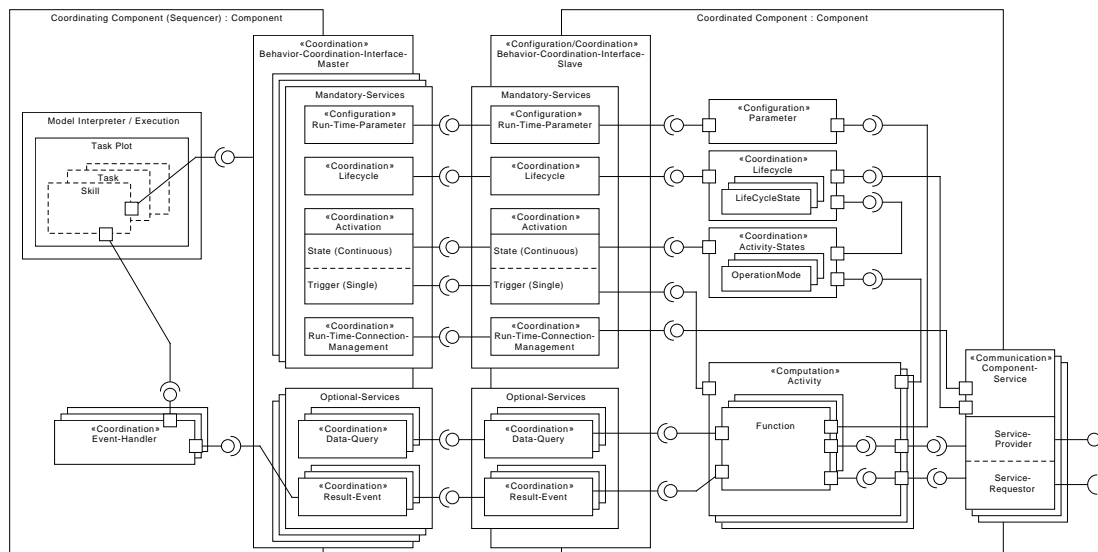 Coordinating Component (Sequencer) : Component
Coordinated Component : Component
«Coordination»
Behavior-Coordination-Interface-
Master
«Configuration/Coordination»
Behavior-Coordination-Interface-
Slave
Model Interpreter / Execution
Task Plot
Task
Skill
«Coordination»
Event-Handler
Mandatory-Services
«Configuration»
Run-Time-Parameter
«Coordination»
Lifecycle
«Coordination»
Activation
State (Continuous)
Trigger (Single)
«Coordination»
Run-Time-Connection-
Management
Optional-Services
«Coordination»
Data-Query
«Coordination»
Result-Event
Mandatory-Services
«Configuration»
Run-Time-Parameter
«Coordination»
Lifecycle
«Coordination»
Activation
State (Continuous)
Trigger (Single)
«Coordination»
Run-Time-Connection-
Management
Optional-Services
«Coordination»
Data-Query
«Coordination»
Result-Event
«Configuration»
Parameter
«Coordination»
Lifecycle
LifeCycleState
«Coordination»
Activity-States
OperationMode
«Computation»
Activity
Function
«Communication»
Component-
Service
Service-
Provider
Service-
Requestor